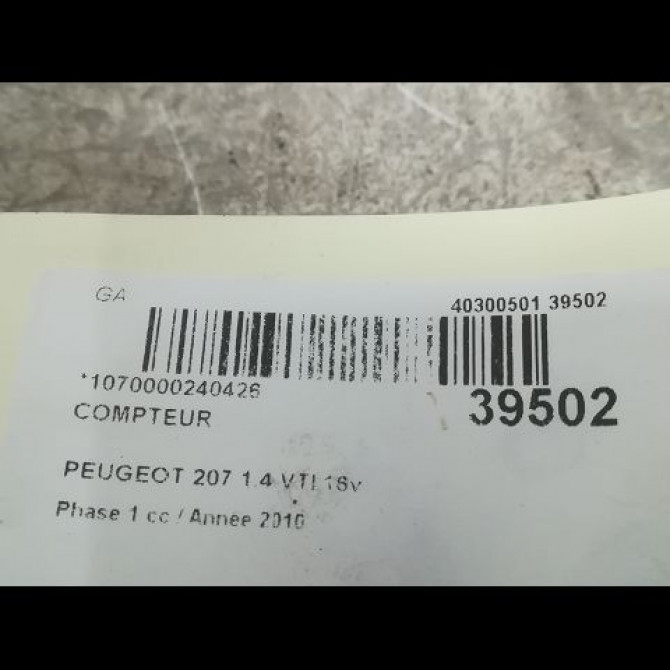 GA
40300501 39502
*1070000240426
39502
COMPTEUR
PEUGEOT 207 1.4 VTI 16v
Phase 1 cc / Annee 2010